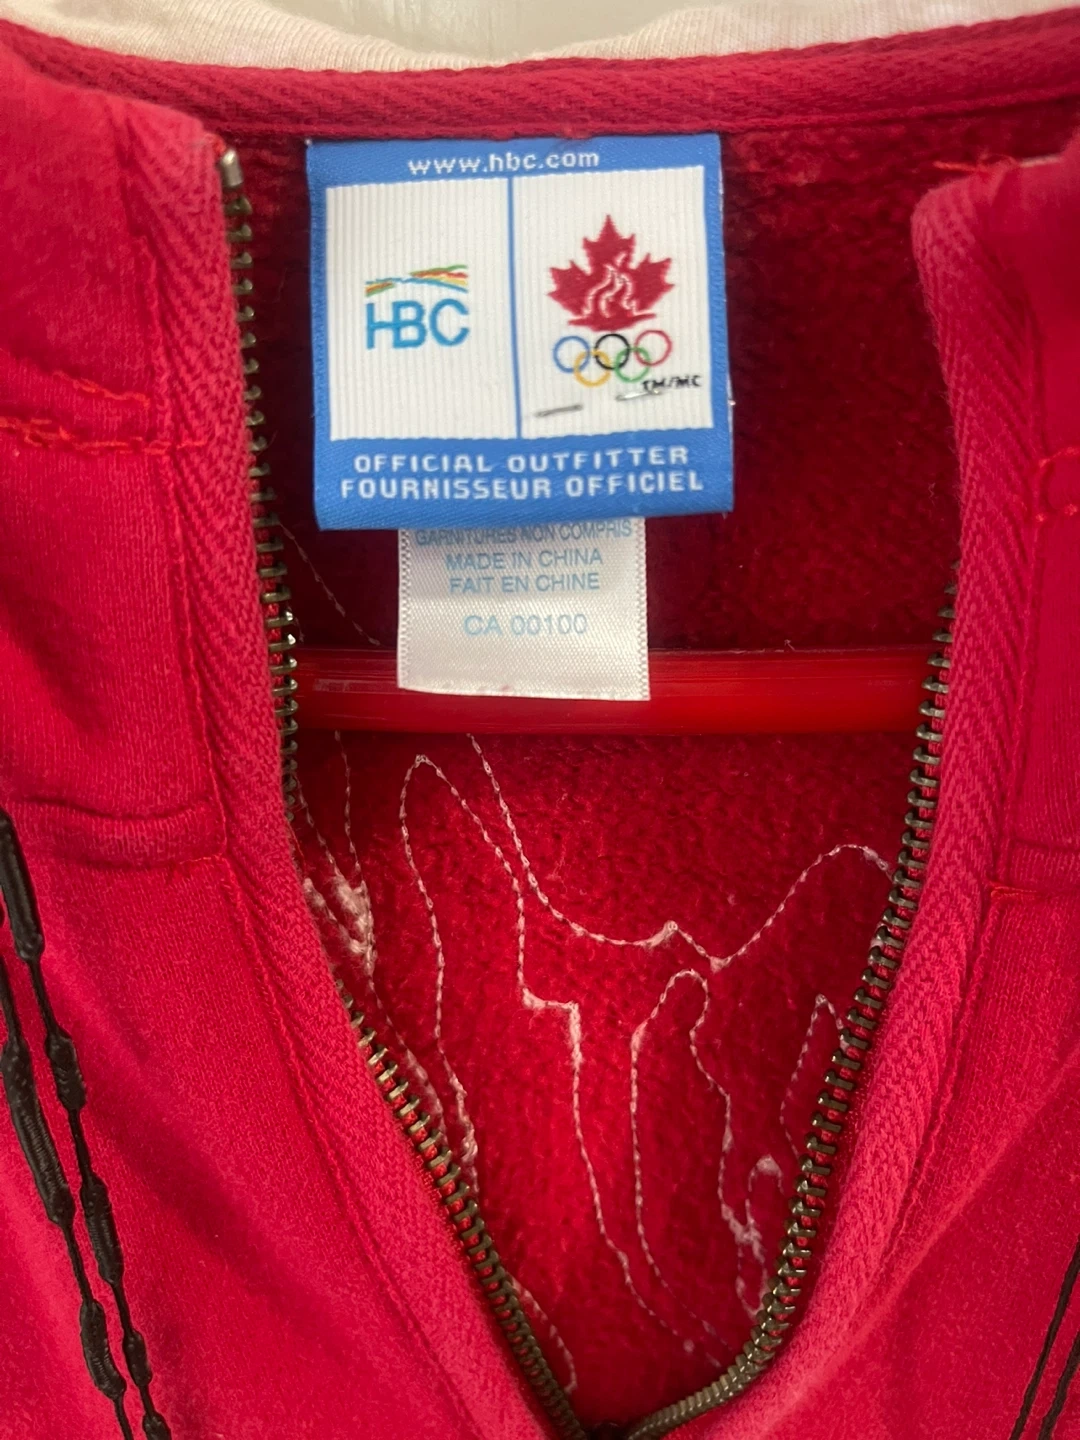 www.hbc.com
HBC
TM/MC
OFFICIAL OUTFITTER
FOURNISSEUR OFFICIEL
GARNITURES NON COMPRIS
MADE IN CHINA
FAIT EN CHINE
CA 00100